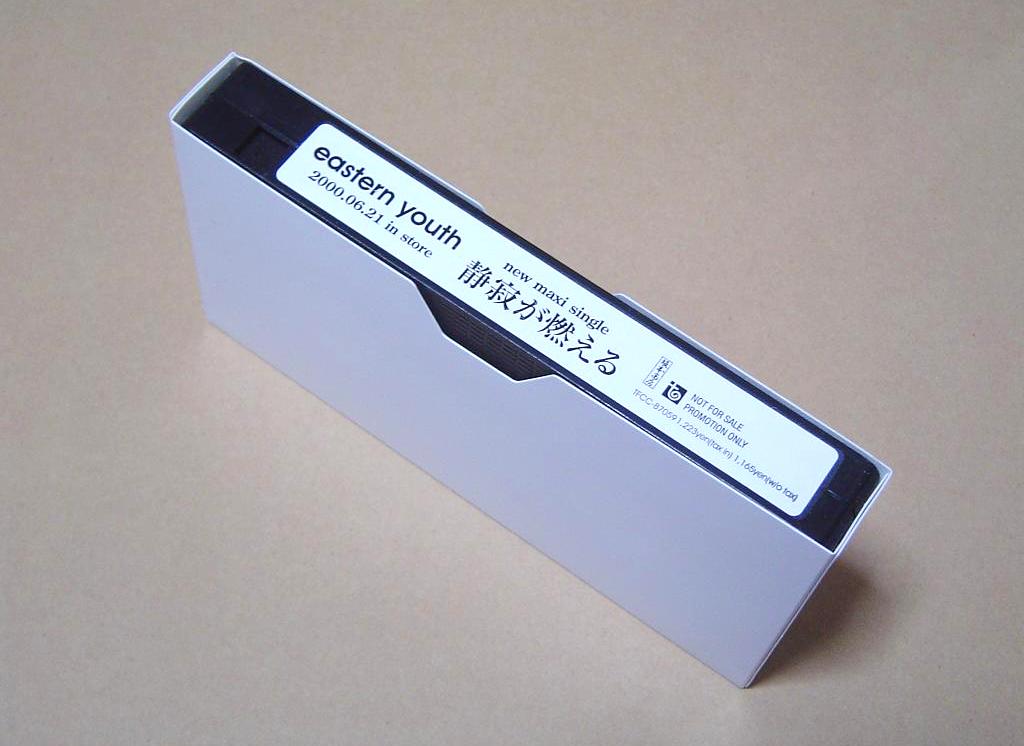 eastern youth
2000.06.21 in store
new maxi single
静寂が燃える
NOT FOR SALE
PROMOTION ONLY
TFCC-87059 1,223yen(tax in) 1,165yen(w/o tax)